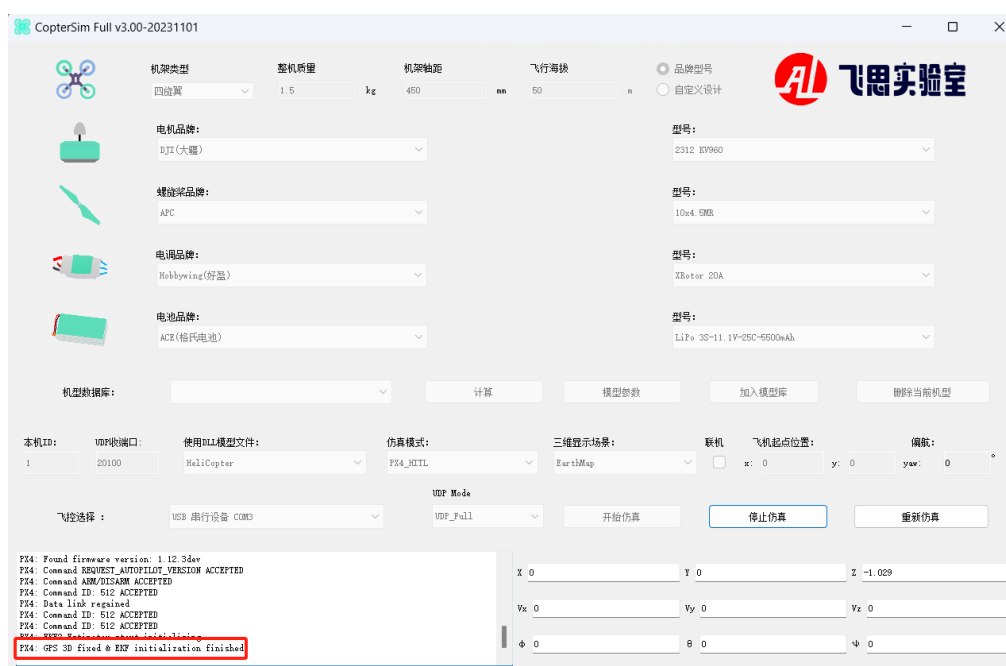 CopterSim Full v3.00-20231101
机架类型 整机质量 机架轴距 飞行海拔 品牌型号
四旋翼 1.5 kg 450 mm 50 m 自定义设计
飞思实验室
电机品牌: 型号:
DJI(大疆) 2312 KV960
螺旋桨品牌: 型号:
APC 10x4.5MR
电调品牌: 型号:
Hobbywing(好盈) XRotor 20A
电池品牌: 型号:
ACE(格氏电池) LiPo 3S-11.1V-25C-5500mAh
机型数据库: 计算 模型参数 加入模型库 删除当前机型
本机ID: UDP收端口: 使用DLL模型文件: 仿真模式: 三维显示场景: 联机 飞机起点位置: 偏航:
1 20100 HeliCopter PX4_HITL EarthMap x: 0 y: 0 yaw: 0 °
UDP Mode
飞控选择 : USB 串行设备 COM3 UDP_Full 开始仿真 停止仿真 重新仿真
PX4: Found firmware version: 1.12.3dev
PX4: Command REQUEST_AUTOPILOT_VERSION ACCEPTED
PX4: Command ARM/DISARM ACCEPTED
PX4: Command ID: 512 ACCEPTED
PX4: Data link regained
PX4: Command ID: 512 ACCEPTED
PX4: Command ID: 512 ACCEPTED
PX4: EKF2 Estimator start initializing
PX4: GPS 3D fixed & EKF initialization finished
X 0 Y 0 Z -1.029
Vx 0 Vy 0 Vz 0
ϕ 0 θ 0 ψ 0